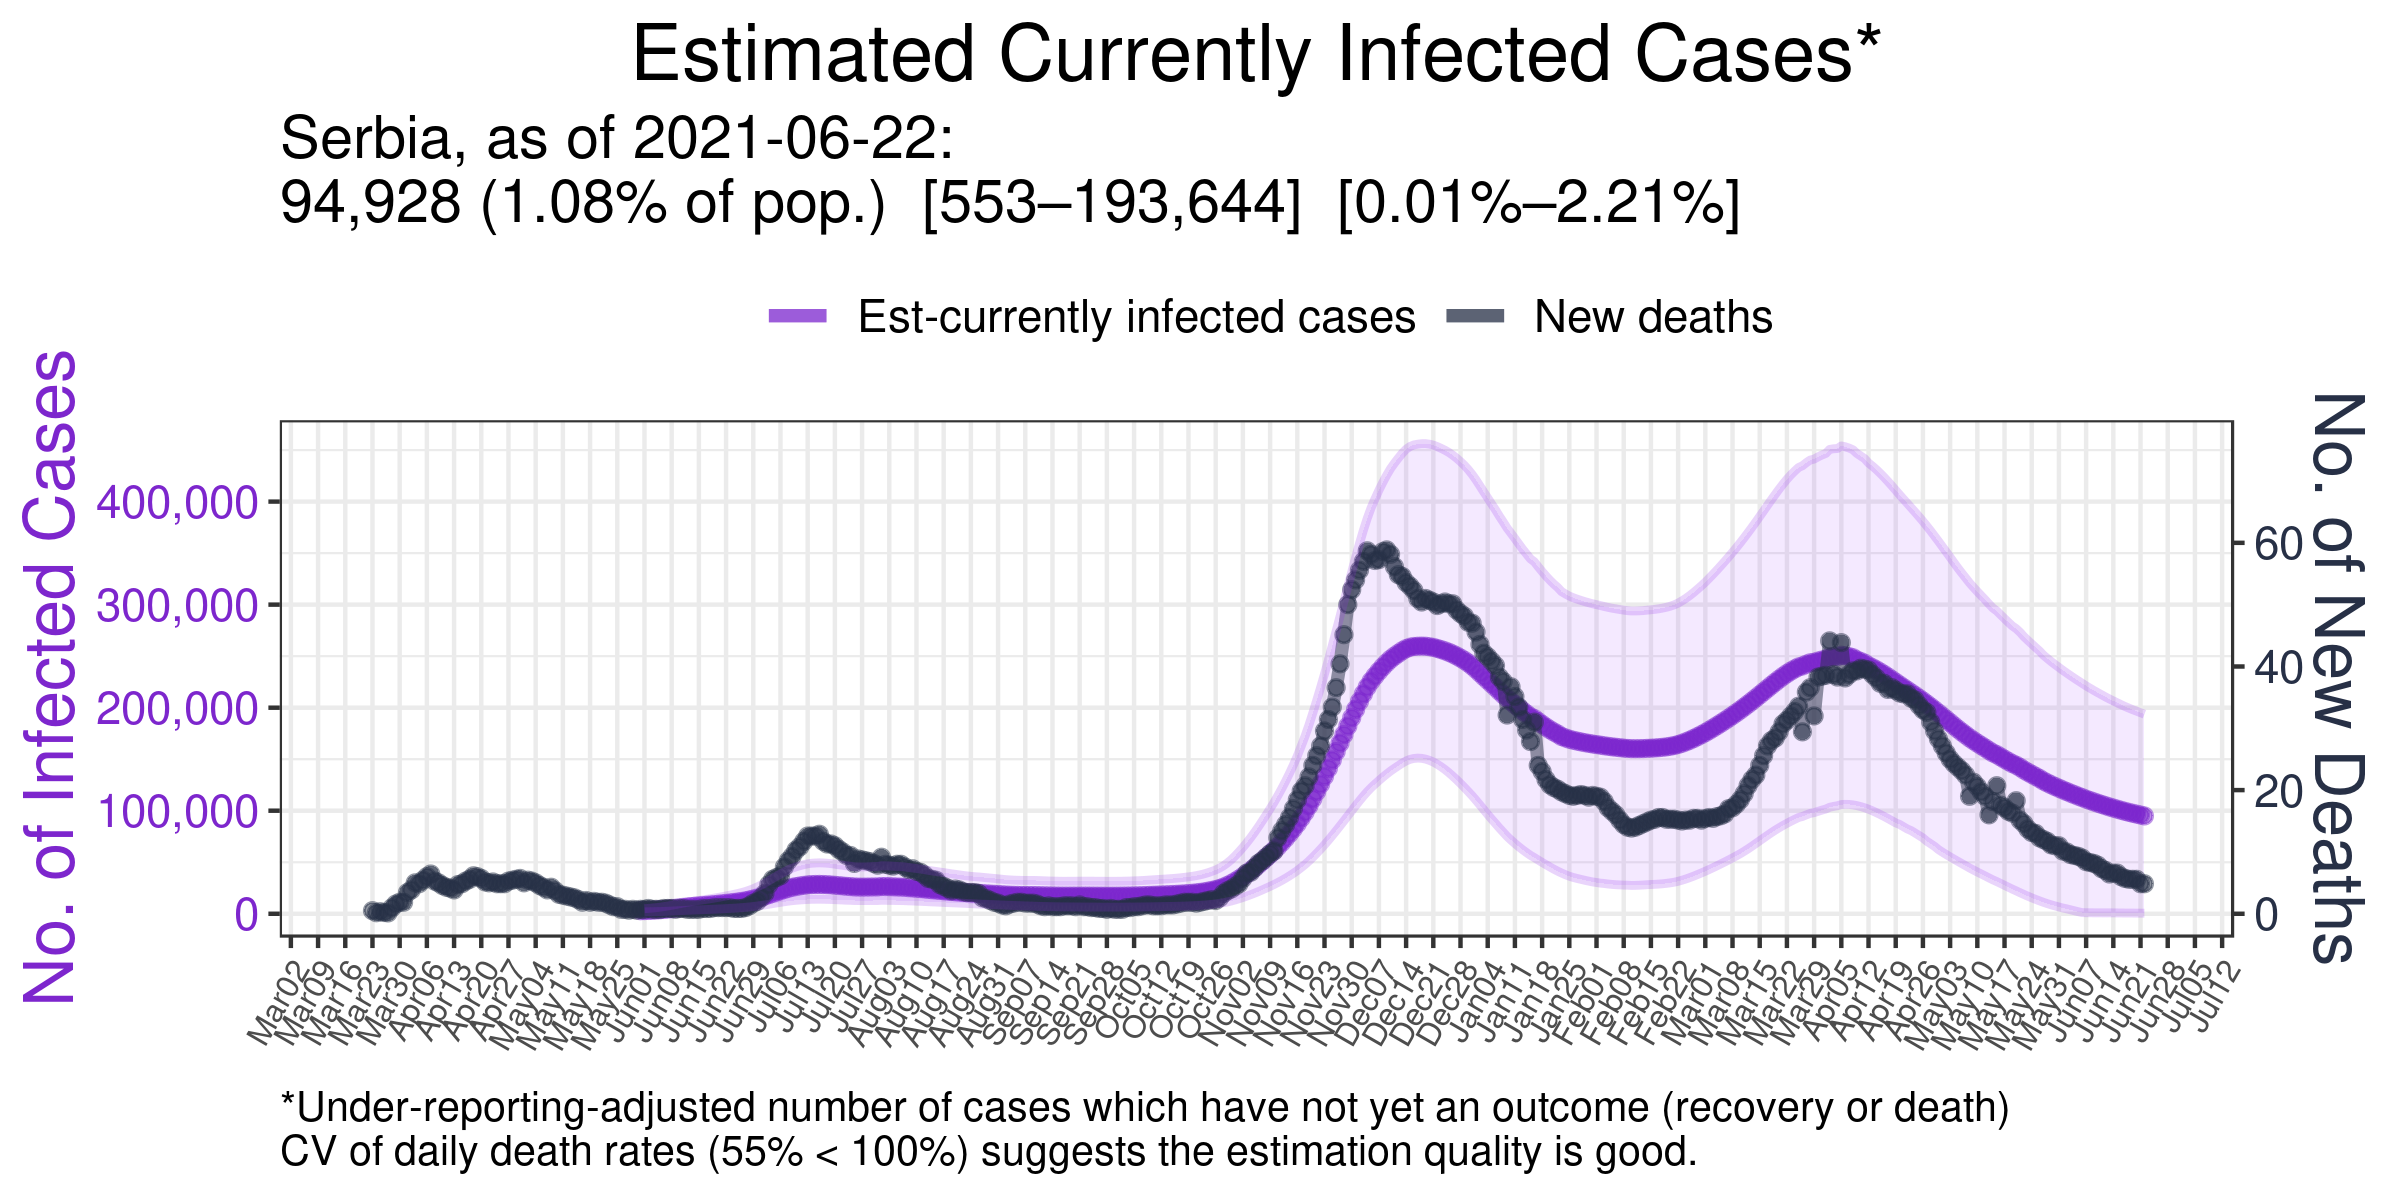 Estimated Currently Infected Cases*
Serbia, as of 2021-06-22:
94,928 (1.08% of pop.) [553–193,644] [0.01%–2.21%]
Est-currently infected cases
New deaths
No. of Infected Cases
400,000
300,000
200,000
100,000
0
No. of New Deaths
60
40
20
0
Mar02
Mar09
Mar16
Mar23
Mar30
Apr06
Apr13
Apr20
Apr27
May04
May11
May18
May25
Jun01
Jun08
Jun15
Jun22
Jun29
Jul06
Jul13
Jul20
Jul27
Aug03
Aug10
Aug17
Aug24
Aug31
Sep07
Sep14
Sep21
Sep28
Oct05
Oct12
Oct19
Oct26
Nov02
Nov09
Nov16
Nov23
Nov30
Dec07
Dec14
Dec21
Dec28
Jan04
Jan11
Jan18
Jan25
Feb01
Feb08
Feb15
Feb22
Mar01
Mar08
Mar15
Mar22
Mar29
Apr05
Apr12
Apr19
Apr26
May03
May10
May17
May24
May31
Jun07
Jun14
Jun21
Jun28
Jul05
Jul12
*Under-reporting-adjusted number of cases which have not yet an outcome (recovery or death)
CV of daily death rates (55% < 100%) suggests the estimation quality is good.